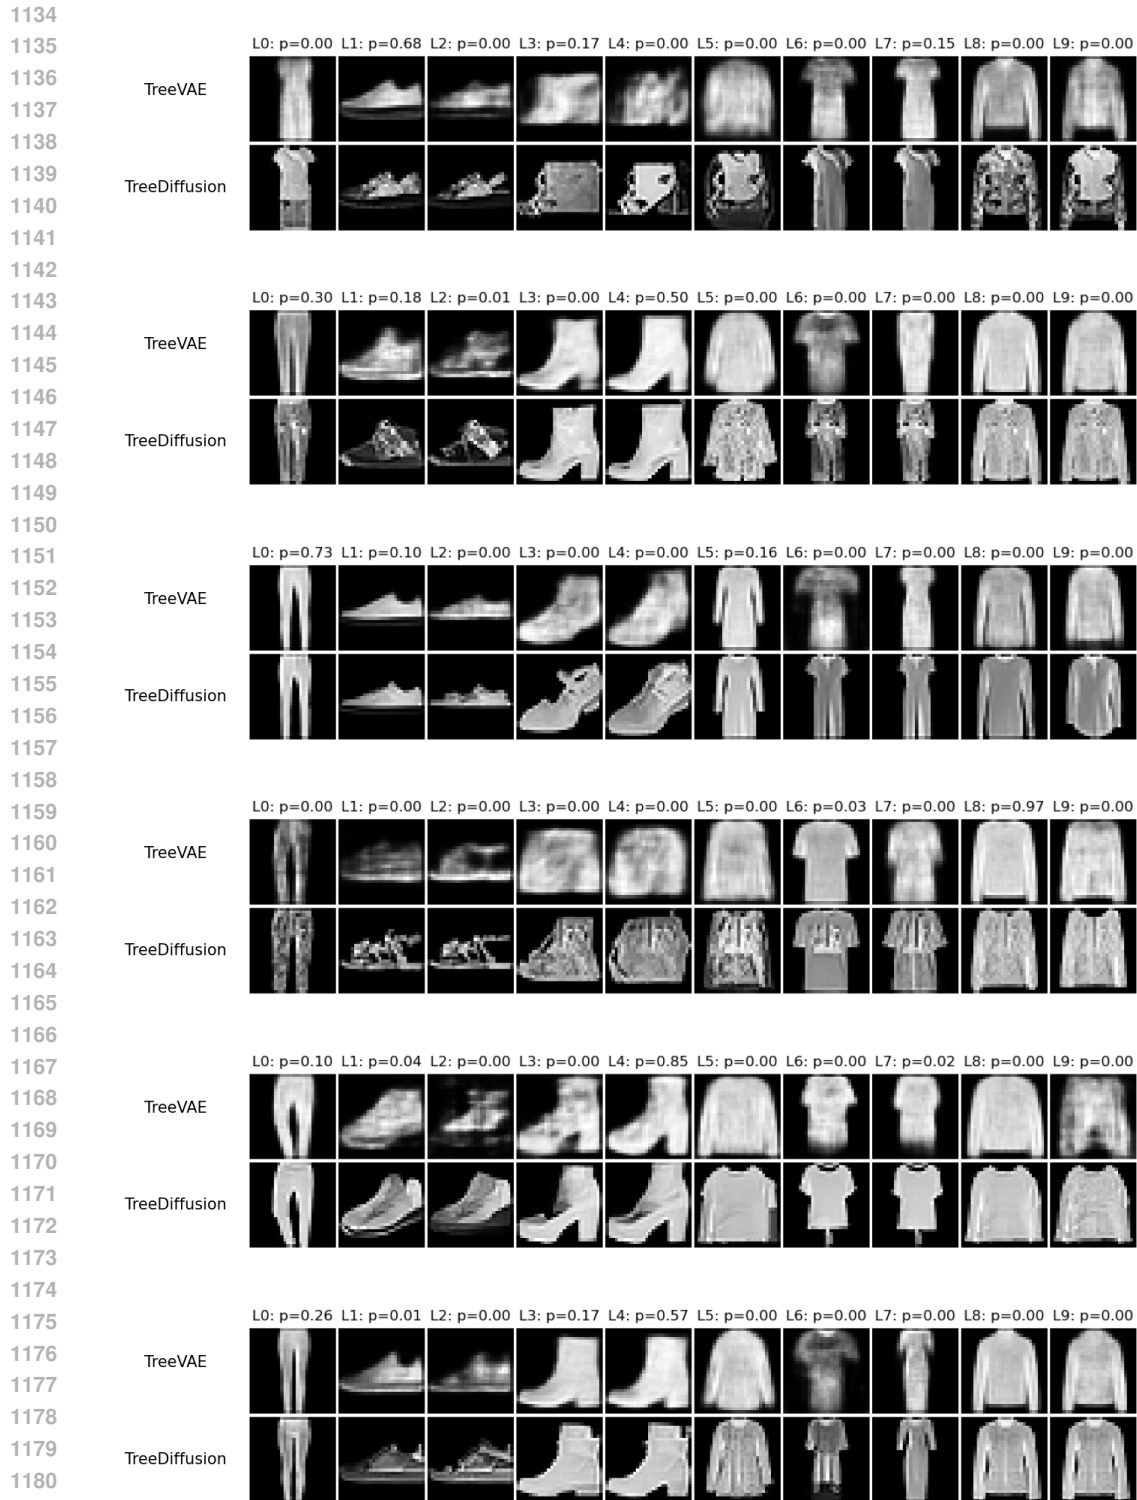 1134
1135 L0: p=0.00 L1: p=0.68 L2: p=0.00 L3: p=0.17 L4: p=0.00 L5: p=0.00 L6: p=0.00 L7: p=0.15 L8: p=0.00 L9: p=0.00
1136
TreeVAE
1137
1138
1139
TreeDiffusion
1140
1141
1142
1143 L0: p=0.30 L1: p=0.18 L2: p=0.01 L3: p=0.00 L4: p=0.50 L5: p=0.00 L6: p=0.00 L7: p=0.00 L8: p=0.00 L9: p=0.00
1144
TreeVAE
1145
1146
1147
TreeDiffusion
1148
1149
1150
1151 L0: p=0.73 L1: p=0.10 L2: p=0.00 L3: p=0.00 L4: p=0.00 L5: p=0.16 L6: p=0.00 L7: p=0.00 L8: p=0.00 L9: p=0.00
1152
TreeVAE
1153
1154
1155
TreeDiffusion
1156
1157
1158
1159 L0: p=0.00 L1: p=0.00 L2: p=0.00 L3: p=0.00 L4: p=0.00 L5: p=0.00 L6: p=0.03 L7: p=0.00 L8: p=0.97 L9: p=0.00
1160
TreeVAE
1161
1162
1163
TreeDiffusion
1164
1165
1166
1167 L0: p=0.10 L1: p=0.04 L2: p=0.00 L3: p=0.00 L4: p=0.85 L5: p=0.00 L6: p=0.00 L7: p=0.02 L8: p=0.00 L9: p=0.00
1168
TreeVAE
1169
1170
1171
TreeDiffusion
1172
1173
1174
1175 L0: p=0.26 L1: p=0.01 L2: p=0.00 L3: p=0.17 L4: p=0.57 L5: p=0.00 L6: p=0.00 L7: p=0.00 L8: p=0.00 L9: p=0.00
1176
TreeVAE
1177
1178
1179
TreeDiffusion
1180